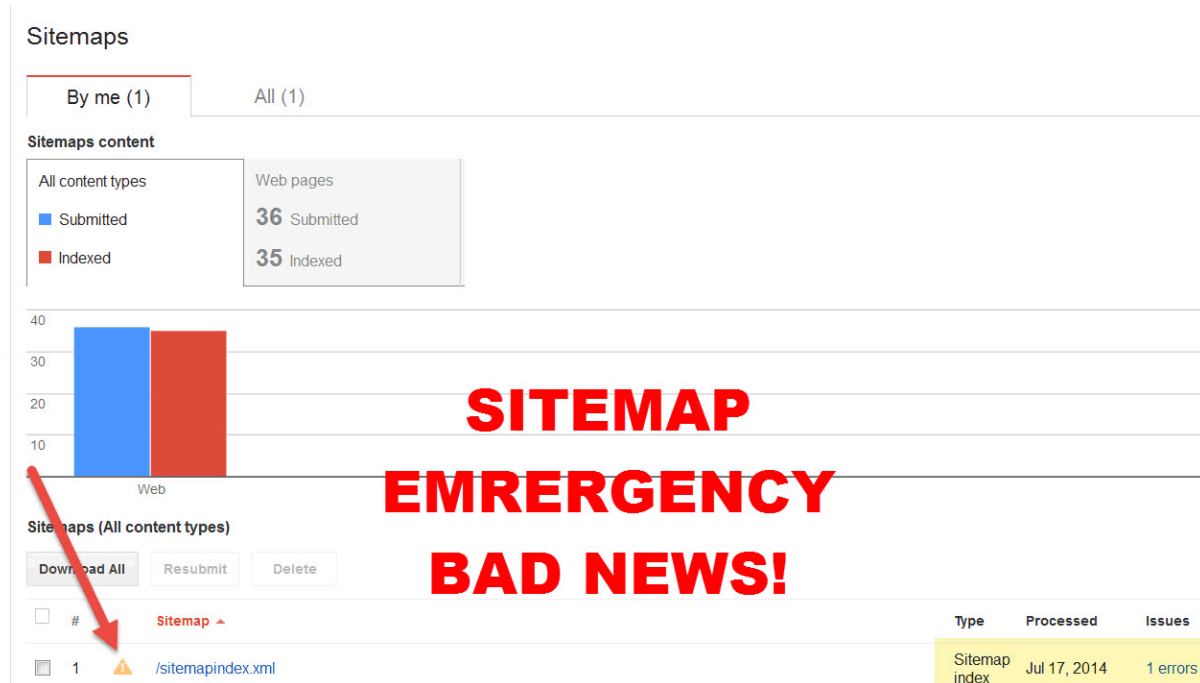 Sitemaps
By me (1)
All (1)
Sitemaps content
All content types
Submitted
Indexed
Web pages
36 Submitted
35 Indexed
40
30
20
10
Web
SITEMAP
EMRERGENCY
BAD NEWS!
Sitemaps (All content types)
Download All
Resubmit
Delete
#
Sitemap
Type
Processed
Issues
1
/sitemapindex.xml
Sitemap
index
Jul 17, 2014
1 errors